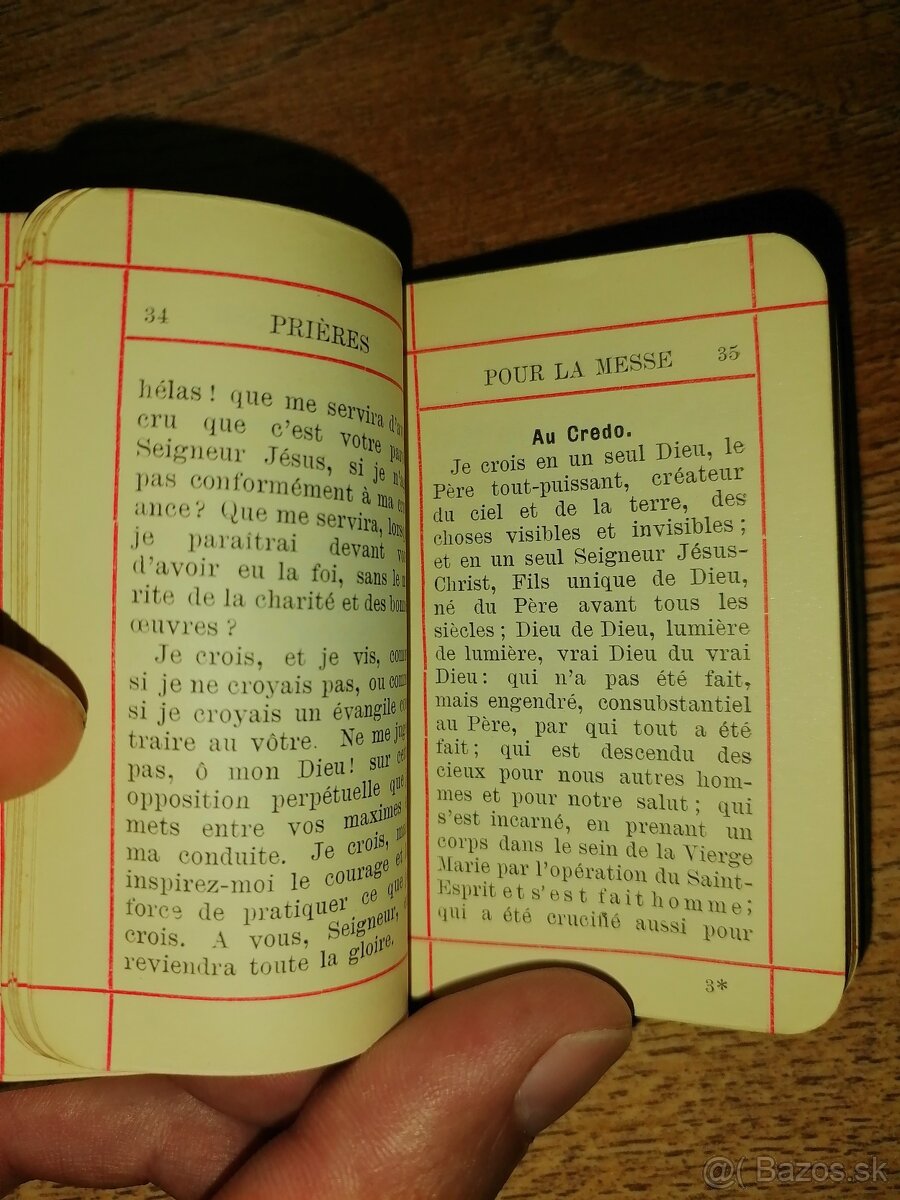 34 PRIÈRES
hélas ! que me servira
cru que c'est votre
Seigneur Jésus, si je
pas conformément à ma
ance ? Que me servira,
je paraîtrai devant
d'avoir eu la foi, sans
rite de la charité et des
œuvres ?
Je crois, et je vis,
si je ne croyais pas, ou
si je croyais un évangile
traire au vôtre. Ne me
pas, ô mon Dieu! sur
opposition perpétuelle
mets entre vos maximes
ma conduite. Je crois,
inspirez-moi le courage et
force de pratiquer ce que
crois. A vous, Seigneur,
reviendra toute la gloire.
POUR LA MESSE 35
Au Credo.
Je crois en un seul Dieu, le
Père tout-puissant, créateur
du ciel et de la terre, des
choses visibles et invisibles ;
et en un seul Seigneur Jésus-
Christ, Fils unique de Dieu,
né du Père avant tous les
siècles ; Dieu de Dieu, lumière
de lumière, vrai Dieu du vrai
Dieu : qui n'a pas été fait,
mais engendré, consubstantiel
au Père, par qui tout a été
fait ; qui est descendu des
cieux pour nous autres hom-
mes et pour notre salut ; qui
s'est incarné, en prenant un
corps dans le sein de la Vierge
Marie par l'opération du Saint-
Esprit et s'est fait homme ;
qui a été crucifié aussi pour
3*
@( Bazos.sk